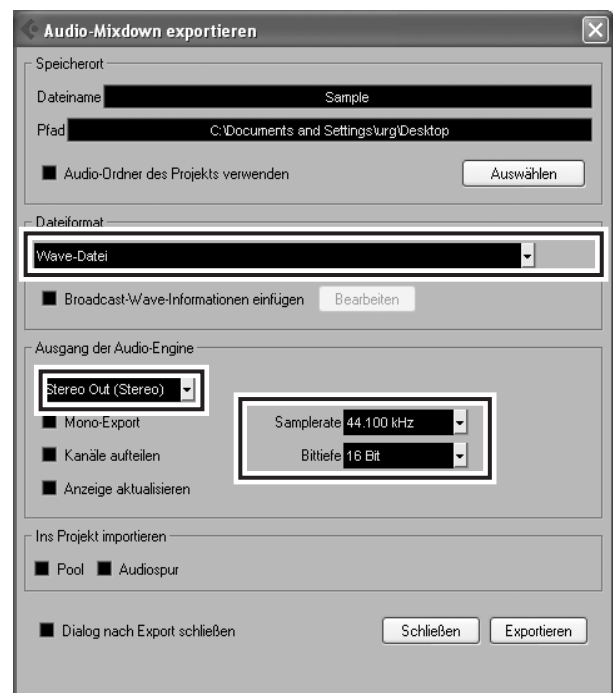 Audio-Mixdown exportieren
Speicherort
Dateiname Sample
Pfad C:\Documents and Settings\urg\Desktop
Audio-Ordner des Projekts verwenden Auswählen
Dateiformat
Wave-Datei
Broadcast-Wave-Informationen einfügen Bearbeiten
Ausgang der Audio-Engine
Stereo Out (Stereo)
Mono-Export Samplerate 44.100 kHz
Kanäle aufteilen Bittiefe 16 Bit
Anzeige aktualisieren
Ins Projekt importieren
Pool Audiospur
Dialog nach Export schließen Schließen Exportieren